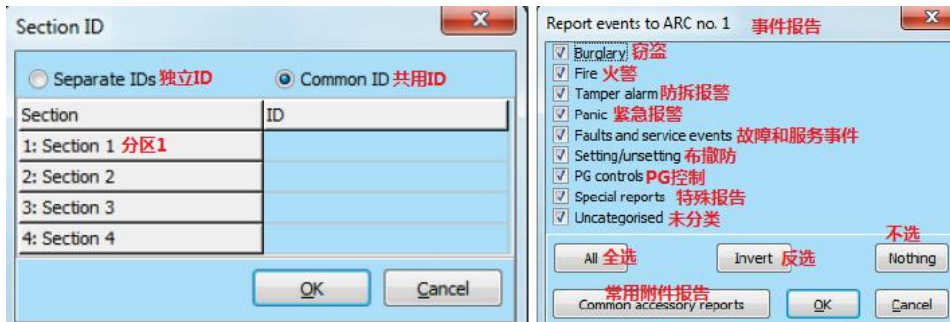 Section ID
Separate IDs 独立ID Common ID 共用ID
Section ID
1: Section 1 分区1
2: Section 2
3: Section 3
4: Section 4
OK Cancel
Report events to ARC no. 1 事件报告
Burglary 窃盗
Fire 火警
Tamper alarm 防拆报警
Panic 紧急报警
Faults and service events 故障和服务事件
Setting/unsetting 布撤防
PG controls PG控制
Special reports 特殊报告
Uncategorised 未分类
不选
All 全选 Invert 反选 Nothing
常用附件报告
Common accessory reports OK Cancel